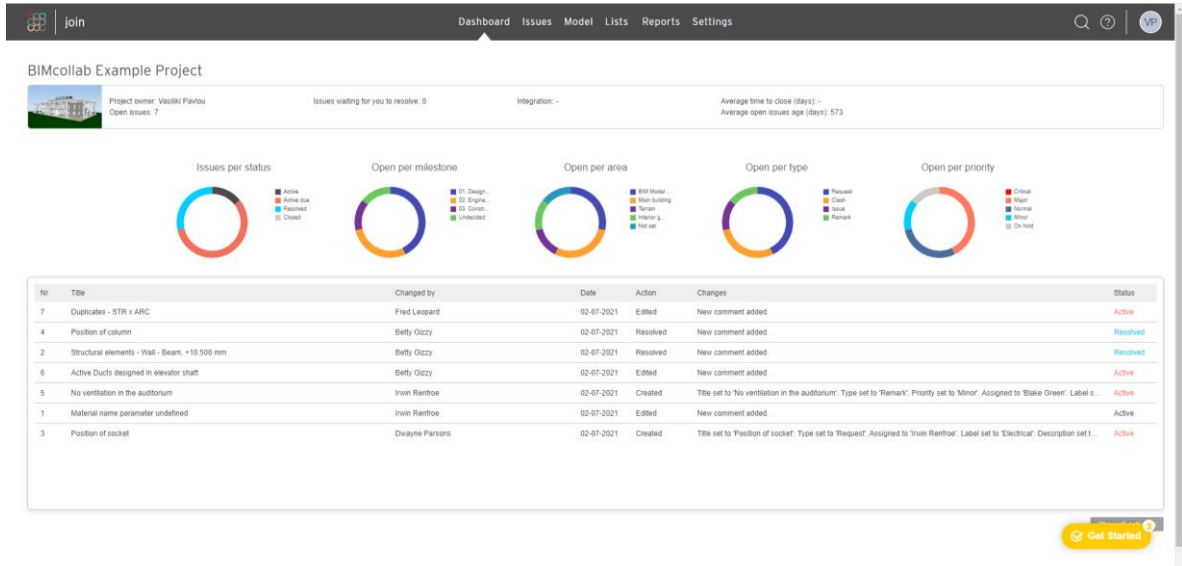 join
Dashboard Issues Model Lists Reports Settings
VP
BIMcollab Example Project
Project owner: Vasiliki Pavlou
Open issues: 7
Issues waiting for you to resolve: 0
Integration: -
Average time to close (days): -
Average open issues age (days): 573
Issues per status
Active
Active due
Resolved
Closed
Open per milestone
01. Design...
02. Engine...
03. Constr...
Undecided
Open per area
BIM Model ...
Main building
Terrain
Interior g...
Not set
Open per type
Request
Clash
Issue
Remark
Open per priority
Critical
Major
Normal
Minor
On hold
Nr Title Changed by Date Action Changes Status
7 Duplicates - STR x ARC Fred Leopard 02-07-2021 Edited New comment added. Active
4 Position of column Betty Gizzy 02-07-2021 Resolved New comment added. Resolved
2 Structural elements - Wall - Beam, +10.500 mm Betty Gizzy 02-07-2021 Resolved New comment added. Resolved
6 Active Ducts designed in elevator shaft Betty Gizzy 02-07-2021 Edited New comment added. Active
5 No ventilation in the auditorium Irwin Renfroe 02-07-2021 Created Title set to 'No ventilation in the auditorium'. Type set to 'Remark'. Priority set to 'Minor'. Assigned to 'Blake Green'. Label s... Active
1 Material name parameter undefined Irwin Renfroe 02-07-2021 Edited New comment added. Active
3 Position of socket Dwayne Parsons 02-07-2021 Created Title set to 'Position of socket'. Type set to 'Request'. Assigned to 'Irwin Renfroe'. Label set to 'Electrical'. Description set t... Active
3
Get Started